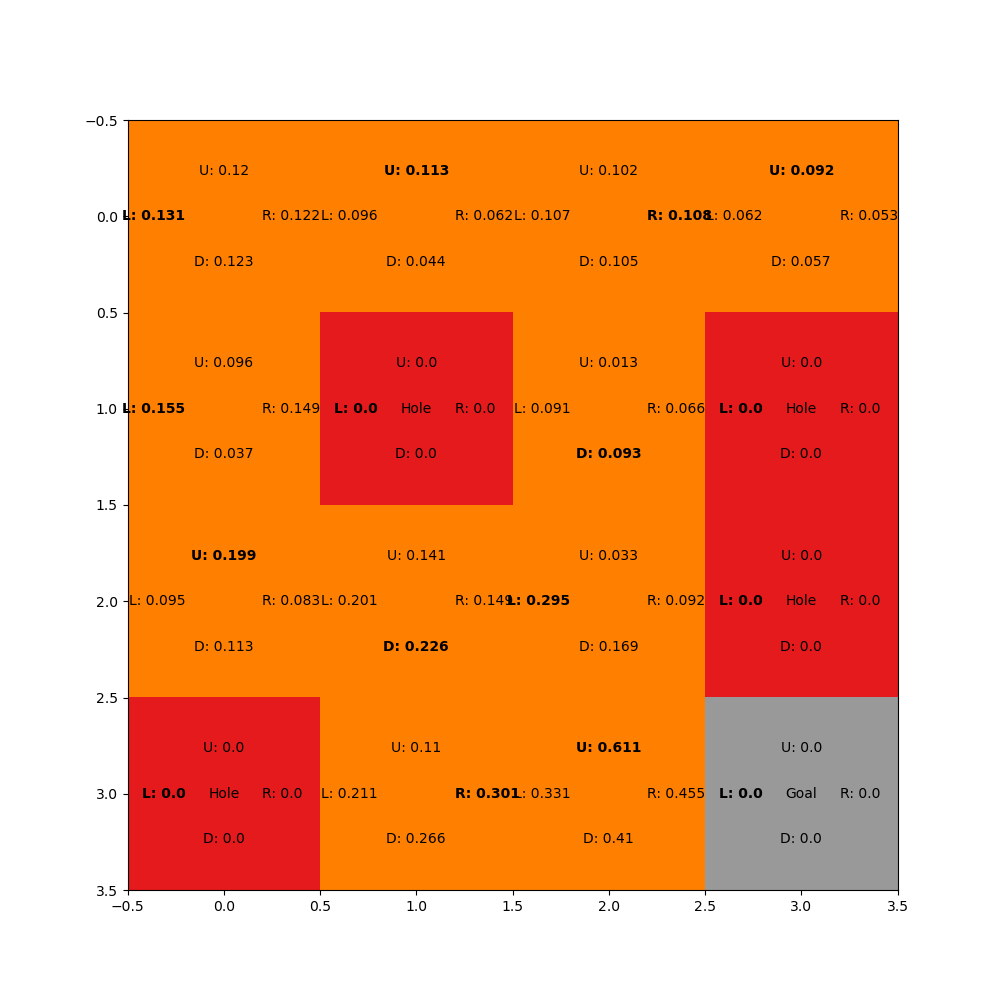 −0.5
U: 0.12 U: 0.113 U: 0.102 U: 0.092
0.0 L: 0.131 R: 0.122 L: 0.096 R: 0.062 L: 0.107 R: 0.108 L: 0.062 R: 0.053
D: 0.123 D: 0.044 D: 0.105 D: 0.057
0.5
U: 0.096 U: 0.0 U: 0.013 U: 0.0
1.0 L: 0.155 R: 0.149 L: 0.0 Hole R: 0.0 L: 0.091 R: 0.066 L: 0.0 Hole R: 0.0
D: 0.037 D: 0.0 D: 0.093 D: 0.0
1.5
U: 0.199 U: 0.141 U: 0.033 U: 0.0
2.0 L: 0.095 R: 0.083 L: 0.201 R: 0.149 L: 0.295 R: 0.092 L: 0.0 Hole R: 0.0
D: 0.113 D: 0.226 D: 0.169 D: 0.0
2.5
U: 0.0 U: 0.11 U: 0.611 U: 0.0
3.0 L: 0.0 Hole R: 0.0 L: 0.211 R: 0.301 L: 0.331 R: 0.455 L: 0.0 Goal R: 0.0
D: 0.0 D: 0.266 D: 0.41 D: 0.0
3.5
−0.5 0.0 0.5 1.0 1.5 2.0 2.5 3.0 3.5